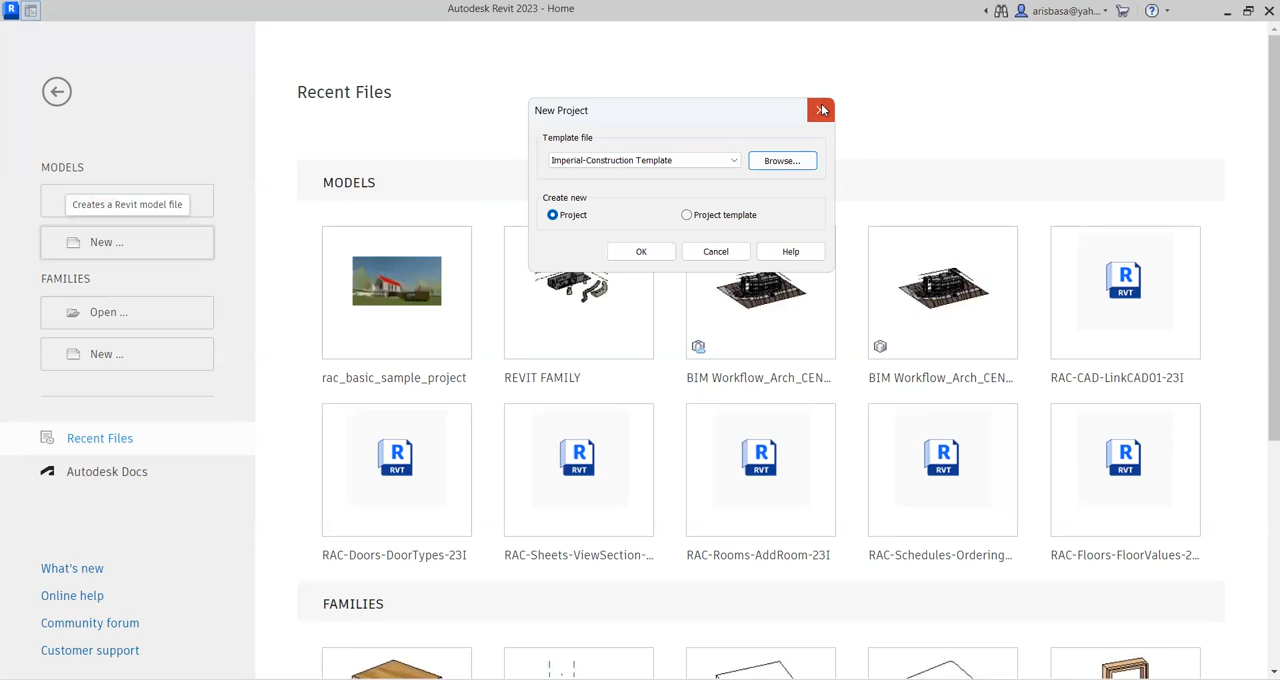 Autodesk Revit 2023 - Home
arisbasa@yah...
Recent Files
MODELS
Creates a Revit model file
New ...
FAMILIES
Open ...
New ...
Recent Files
Autodesk Docs
What's new
Online help
Community forum
Customer support
New Project
Template file
Imperial-Construction Template
Browse...
Create new
Project
Project template
OK
Cancel
Help
MODELS
rac_basic_sample_project
REVIT FAMILY
BIM Workflow_Arch_CEN...
BIM Workflow_Arch_CEN...
R
RVT
RAC-CAD-LinkCAD01-23I
R
RVT
R
RVT
R
RVT
R
RVT
R
RVT
RAC-Doors-DoorTypes-23I
RAC-Sheets-ViewSection-...
RAC-Rooms-AddRoom-23I
RAC-Schedules-Ordering...
RAC-Floors-FloorValues-2...
FAMILIES